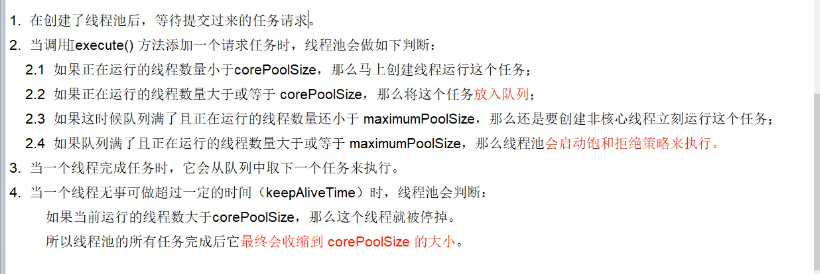 1. 在创建了线程池后，等待提交过来的任务请求。
2. 当调用execute() 方法添加一个请求任务时，线程池会做如下判断：
2.1 如果正在运行的线程数量小于corePoolSize，那么马上创建线程运行这个任务；
2.2 如果正在运行的线程数量大于或等于 corePoolSize，那么将这个任务放入队列；
2.3 如果这时候队列满了且正在运行的线程数量还小于 maximumPoolSize，那么还是要创建非核心线程立刻运行这个任务；
2.4 如果队列满了且正在运行的线程数量大于或等于 maximumPoolSize，那么线程池会启动饱和拒绝策略来执行。
3. 当一个线程完成任务时，它会从队列中取下一个任务来执行。
4. 当一个线程无事可做超过一定的时间（keepAliveTime）时，线程池会判断：
如果当前运行的线程数大于corePoolSize，那么这个线程就被停掉。
所以线程池的所有任务完成后它最终会收缩到 corePoolSize 的大小。